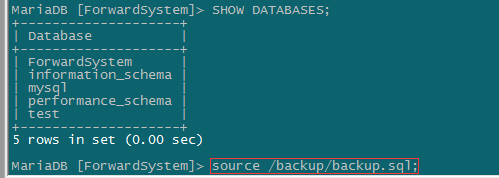 MariaDB [ForwardSystem]> SHOW DATABASES;
+--------------------+
| Database           |
+--------------------+
| ForwardSystem      |
| information_schema |
| mysql              |
| performance_schema |
| test               |
+--------------------+
5 rows in set (0.00 sec)
MariaDB [ForwardSystem]> source /backup/backup.sql;